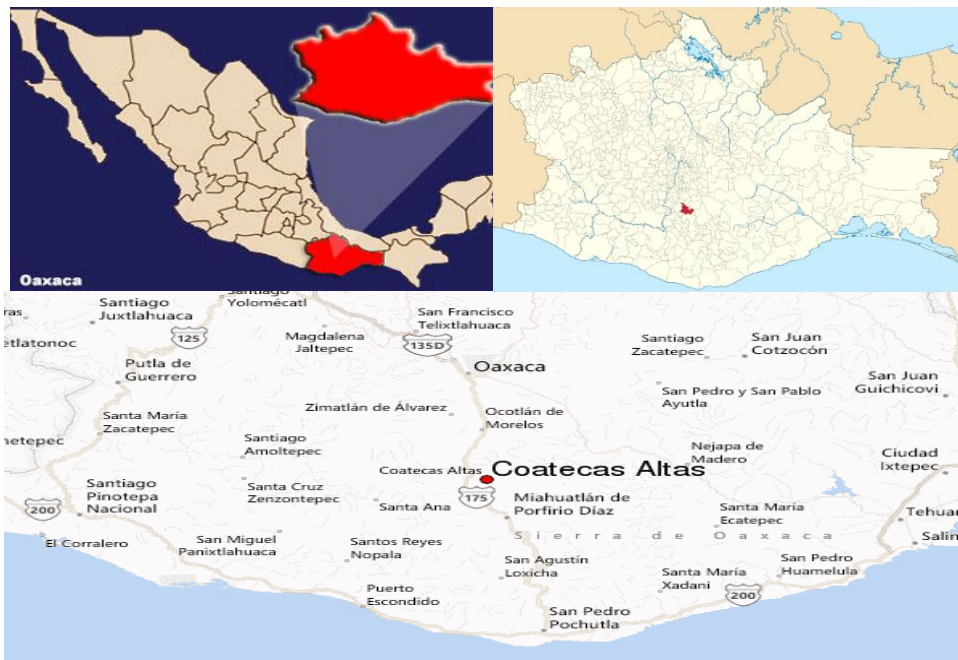 Oaxaca
Santiago
Yolomécatl
Santiago
Juxtlahuaca
San Francisco
Telixtlahuaca
125
Magdalena
Jaltepec
135D
Santiago
Zacatepec
San Juan
Cotzocón
etlatonoc
Putla de
Guerrero
Oaxaca
San Juan
Guichicovi
San Pedro y San Pablo
Ayutla
Zimatlán de Álvarez
Ocotlán de
Morelos
Santa María
Zacatepec
Santiago
Amoltepec
Nejapa de
Madero
Ciudad
Ixtepec
Coatecas Altas
Coatecas Altas
Santiago
Pinotepa
Nacional
Santa Cruz
Zenzontepec
175
Santa Ana
Miahuatlán de
Porfirio Díaz
200
Santa María
Ecatepec
Tehuan
El Corralero
San Miguel
Panixtlahuaca
Santos Reyes
Nopala
Sierra de Oaxaca
Salin
San Agustín
Loxicha
Santa María
Xadani
San Pedro
Huamelula
Puerto
Escondido
200
San Pedro
Pochutla